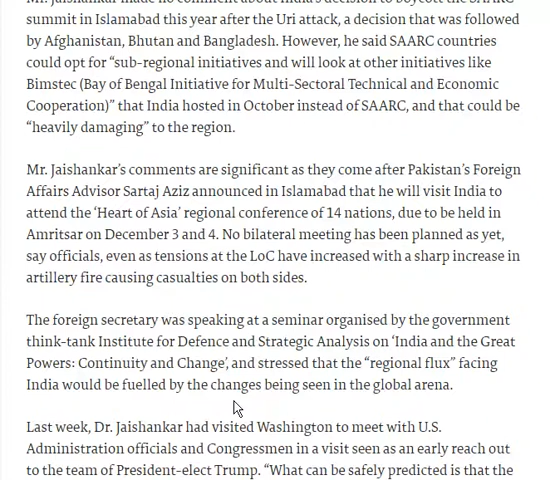 Mr. Jaishankar made no comment about India's decision to boycott the SAARC
summit in Islamabad this year after the Uri attack, a decision that was followed
by Afghanistan, Bhutan and Bangladesh. However, he said SAARC countries
could opt for “sub-regional initiatives and will look at other initiatives like
Bimstec (Bay of Bengal Initiative for Multi-Sectoral Technical and Economic
Cooperation)” that India hosted in October instead of SAARC, and that could be
“heavily damaging” to the region.
Mr. Jaishankar’s comments are significant as they come after Pakistan’s Foreign
Affairs Advisor Sartaj Aziz announced in Islamabad that he will visit India to
attend the ‘Heart of Asia’ regional conference of 14 nations, due to be held in
Amritsar on December 3 and 4. No bilateral meeting has been planned as yet,
say officials, even as tensions at the LoC have increased with a sharp increase in
artillery fire causing casualties on both sides.
The foreign secretary was speaking at a seminar organised by the government
think-tank Institute for Defence and Strategic Analysis on ‘India and the Great
Powers: Continuity and Change’, and stressed that the “regional flux” facing
India would be fuelled by the changes being seen in the global arena.
Last week, Dr. Jaishankar had visited Washington to meet with U.S.
Administration officials and Congressmen in a visit seen as an early reach out
to the team of President-elect Trump. “What can be safely predicted is that the